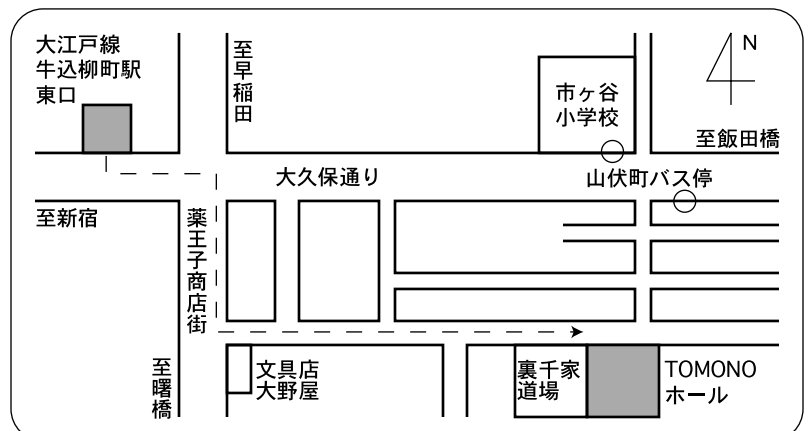 大江戸線
牛込柳町駅
東口
至早稲田
市ヶ谷
小学校
N
至飯田橋
大久保通り
山伏町バス停
至新宿
薬王子商店街
至曙橋
文具店
大野屋
裏千家
道場
TOMONO
ホール